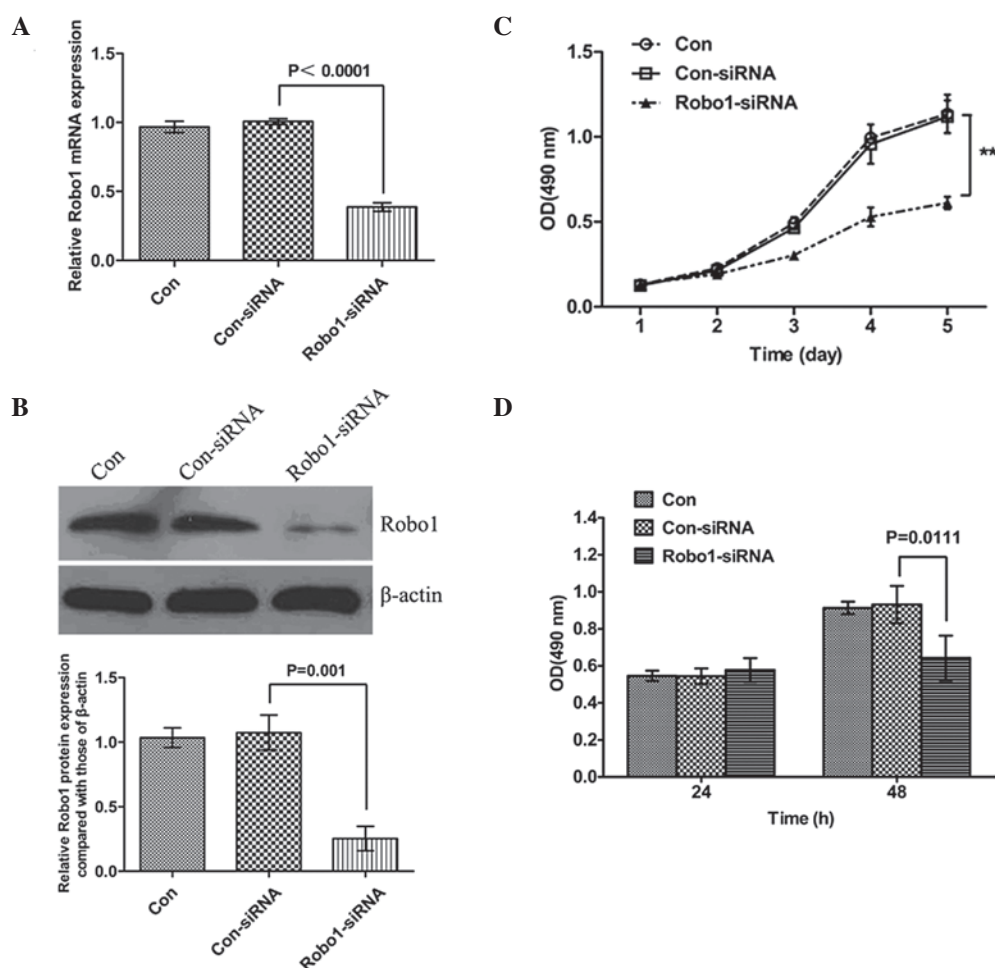 A
Relative Robo1 mRNA expression
1.5
1.0
0.5
0.0
P< 0.0001
Con
Con-siRNA
Robo1-siRNA
B
Con
Con-siRNA
Robo1-siRNA
Robo1
β-actin
Relative Robo1 protein expression
compared with those of β-actin
1.5
1.0
0.5
0.0
P=0.001
Con
Con-siRNA
Robo1-siRNA
C
Con
Con-siRNA
Robo1-siRNA
OD(490 nm)
1.5
1.0
0.5
0.0
**
1 2 3 4 5
Time (day)
D
Con
Con-siRNA
Robo1-siRNA
OD(490 nm)
1.4
1.2
0.8
0.6
0.2
0.0
P=0.0111
24 48
Time (h)